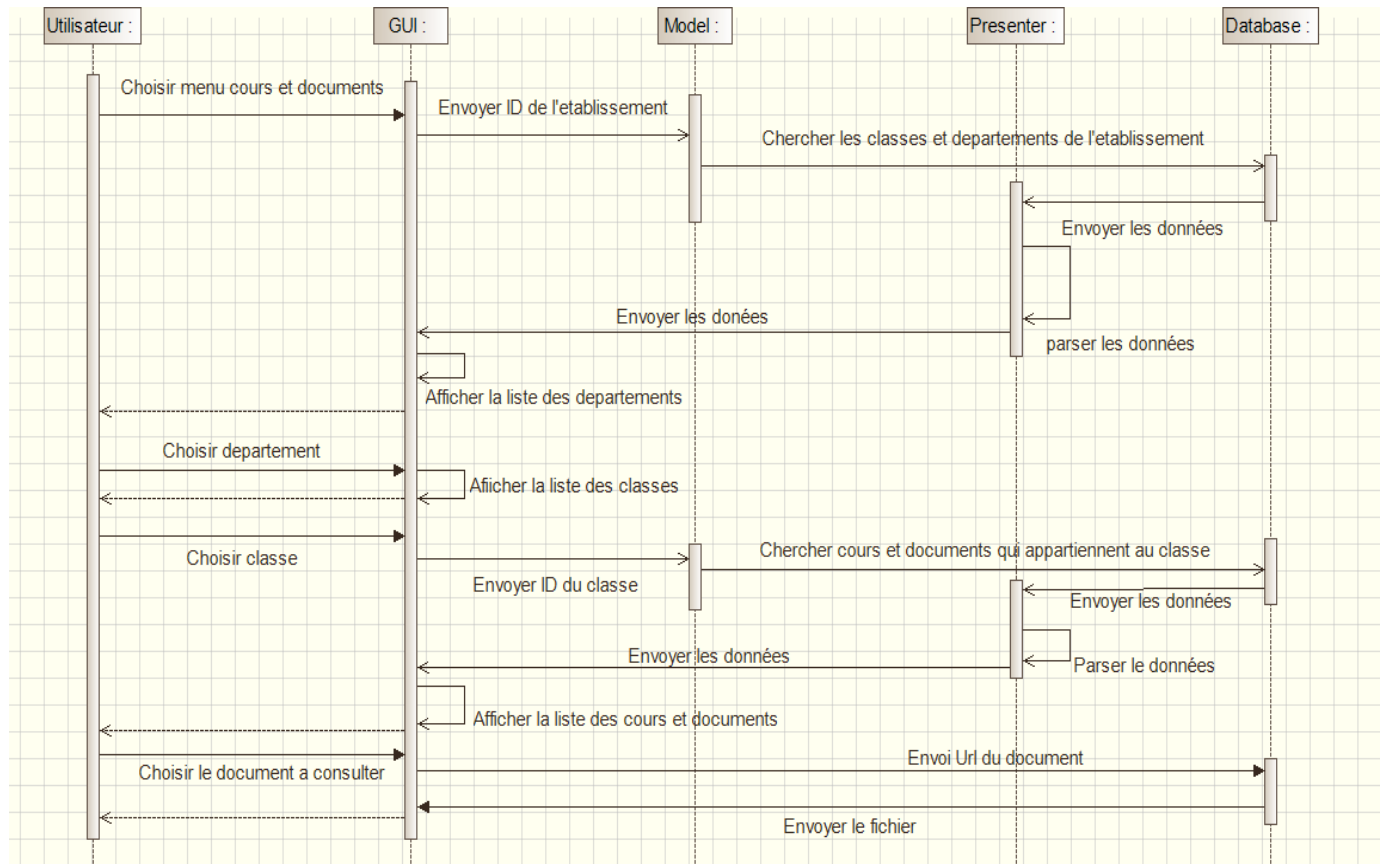 Utilisateur :
GUI :
Model :
Presenter :
Database :
Choisir menu cours et documents
Envoyer ID de l'etablissement
Chercher les classes et departements de l'etablissement
Envoyer les données
Envoyer les donées
parser les données
Afficher la liste des departements
Choisir departement
Afiicher la liste des classes
Choisir classe
Chercher cours et documents qui appartiennent au classe
Envoyer ID du classe
Envoyer les données
Envoyer les données
Parser le données
Afficher la liste des cours et documents
Choisir le document a consulter
Envoi Url du document
Envoyer le fichier